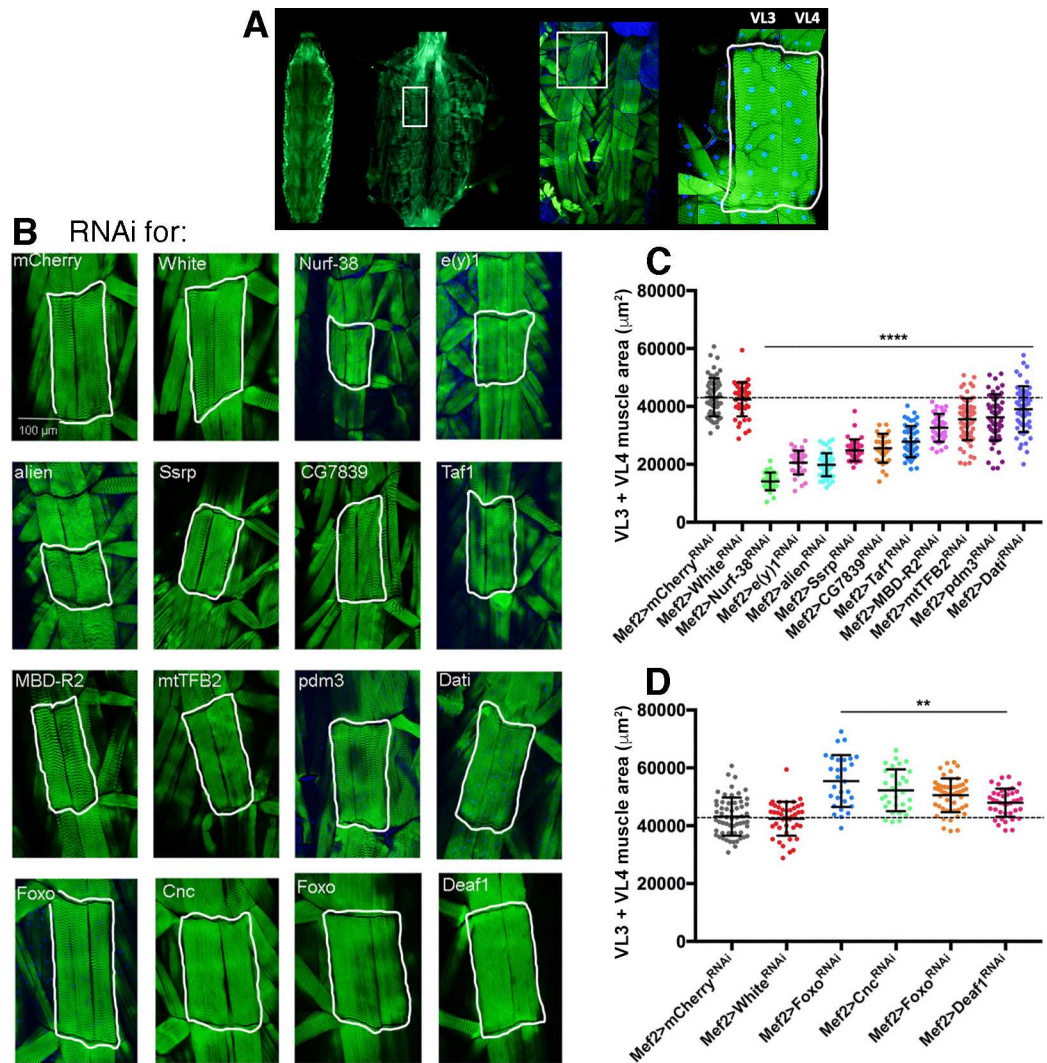 A
VL3 VL4
B RNAi for:
mCherry White Nurf-38 e(y)1
100 µm
alien Ssrp CG7839 Taf1
MBD-R2 mtTFB2 pdm3 Dati
Foxo Cnc Foxo Deaf1
C
VL3 + VL4 muscle area (µm²)
80000
60000
40000
20000
0
****
Mef2>mCherryRNAi
Mef2>WhiteRNAi
Mef2>Nurf-38RNAi
Mef2>e(y)1RNAi
Mef2>alienRNAi
Mef2>SsrpRNAi
Mef2>CG7839RNAi
Mef2>Taf1RNAi
Mef2>MBD-R2RNAi
Mef2>mtTFB2RNAi
Mef2>pdm3RNAi
Mef2>DatiRNAi
D
VL3 + VL4 muscle area (µm²)
80000
60000
40000
20000
0
**
Mef2>mCherryRNAi
Mef2>WhiteRNAi
Mef2>FoxoRNAi
Mef2>CncRNAi
Mef2>FoxoRNAi
Mef2>Deaf1RNAi